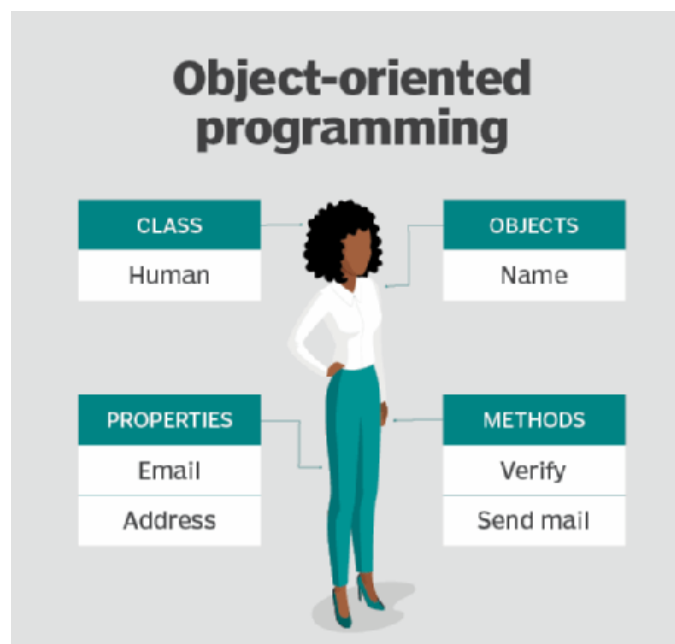 Object-oriented
programming
CLASS
Human
OBJECTS
Name
PROPERTIES
Email
Address
METHODS
Verify
Send mail